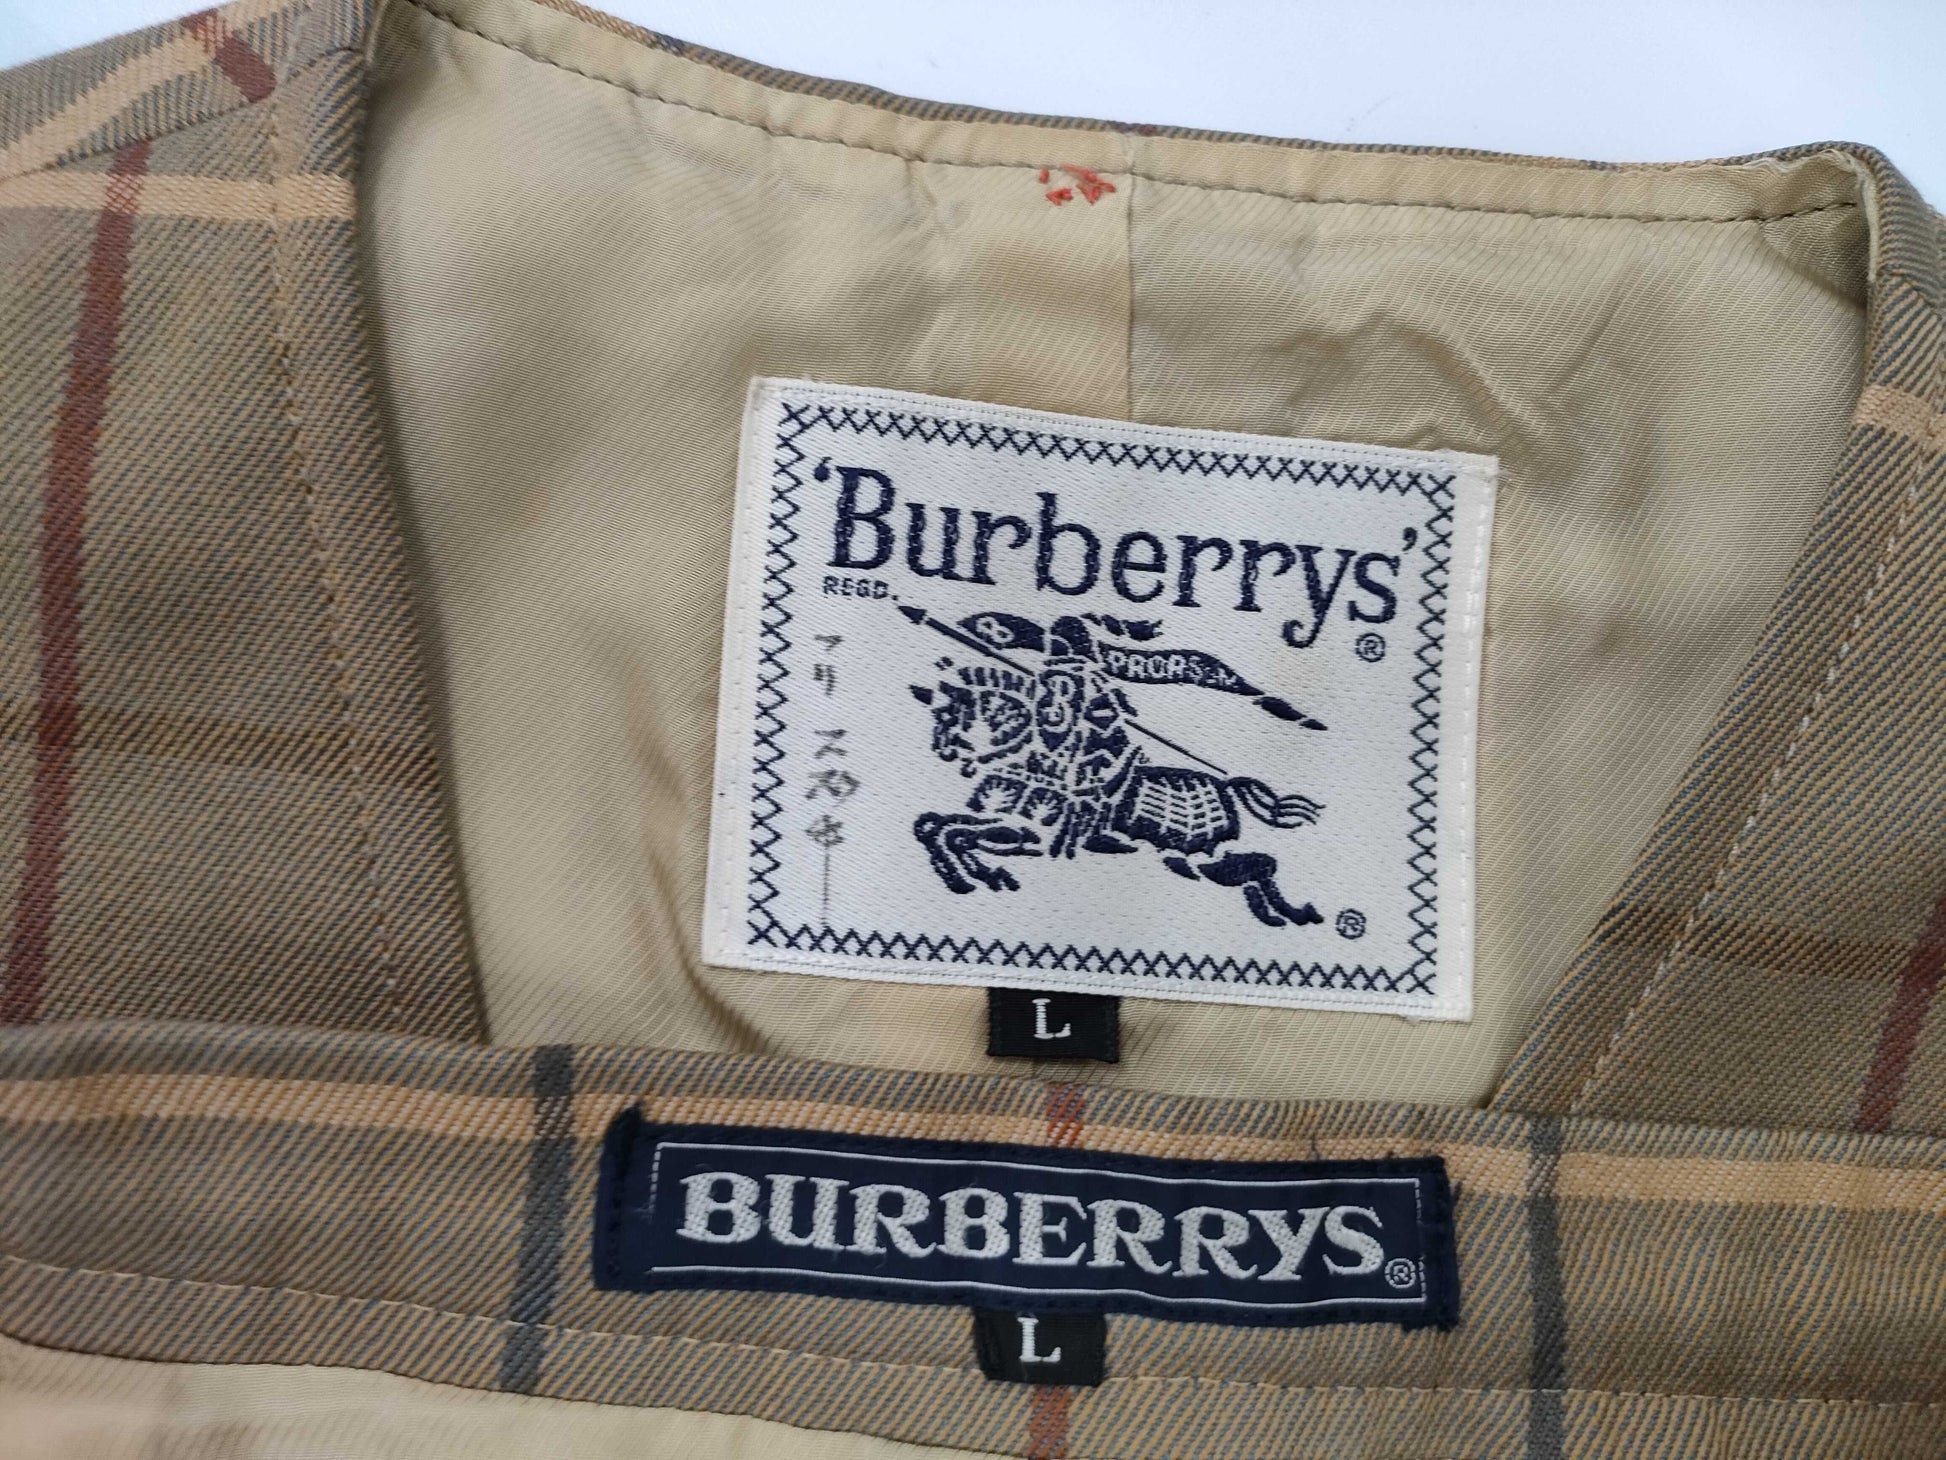 'Burberrys'®
REGD.
PRORSUM
®
L
BURBERRYS®
L